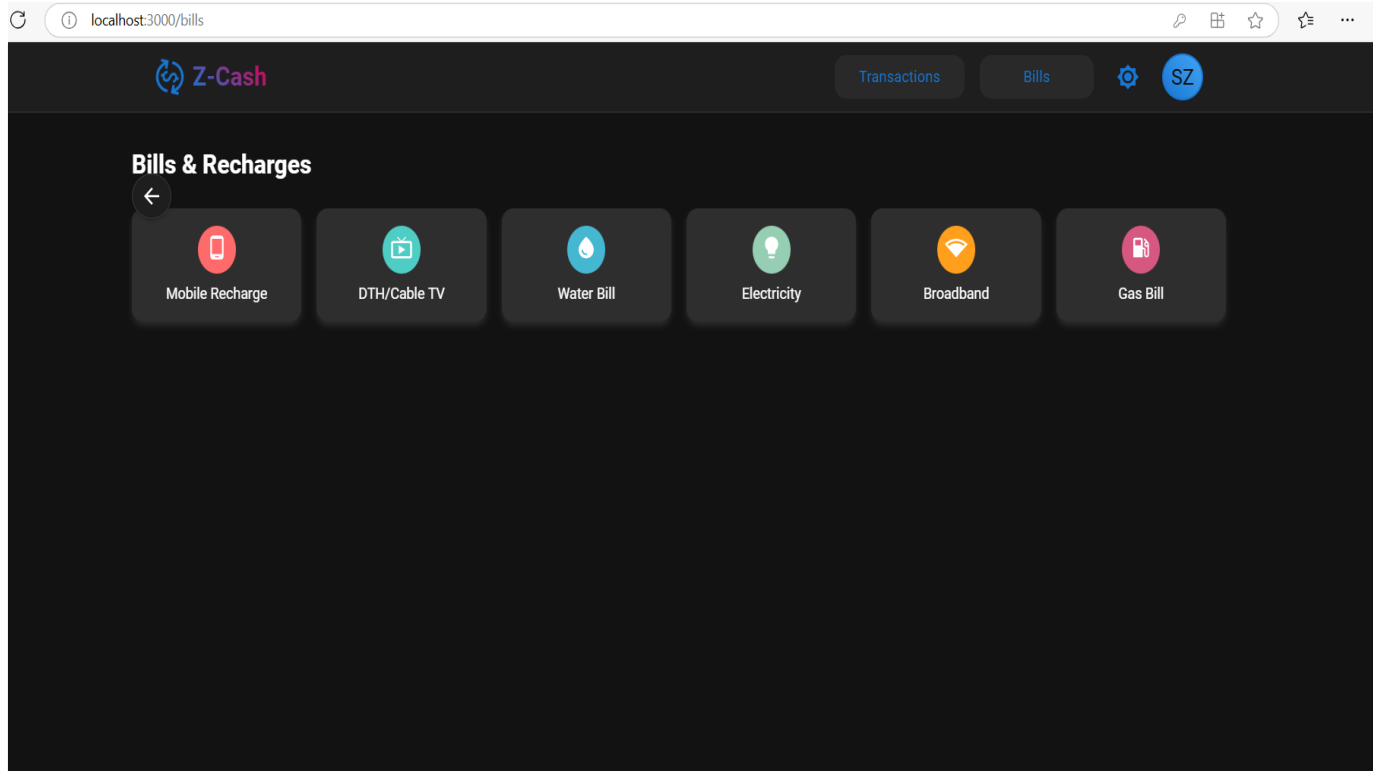 localhost:3000/bills
Z-Cash
Transactions
Bills
SZ
Bills & Recharges
Mobile Recharge
DTH/Cable TV
Water Bill
Electricity
Broadband
Gas Bill